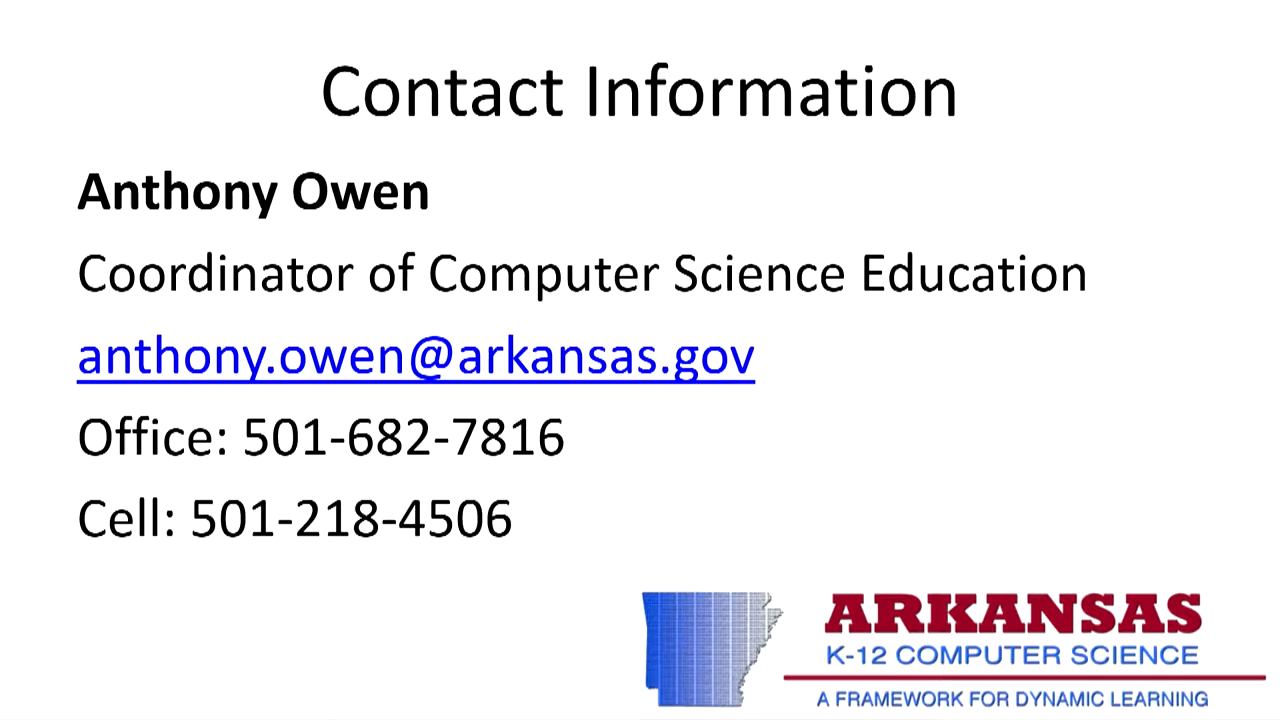 Contact Information
Anthony Owen
Coordinator of Computer Science Education
anthony.owen@arkansas.gov
Office: 501-682-7816
Cell: 501-218-4506
ARKANSAS
K-12 COMPUTER SCIENCE
A FRAMEWORK FOR DYNAMIC LEARNING